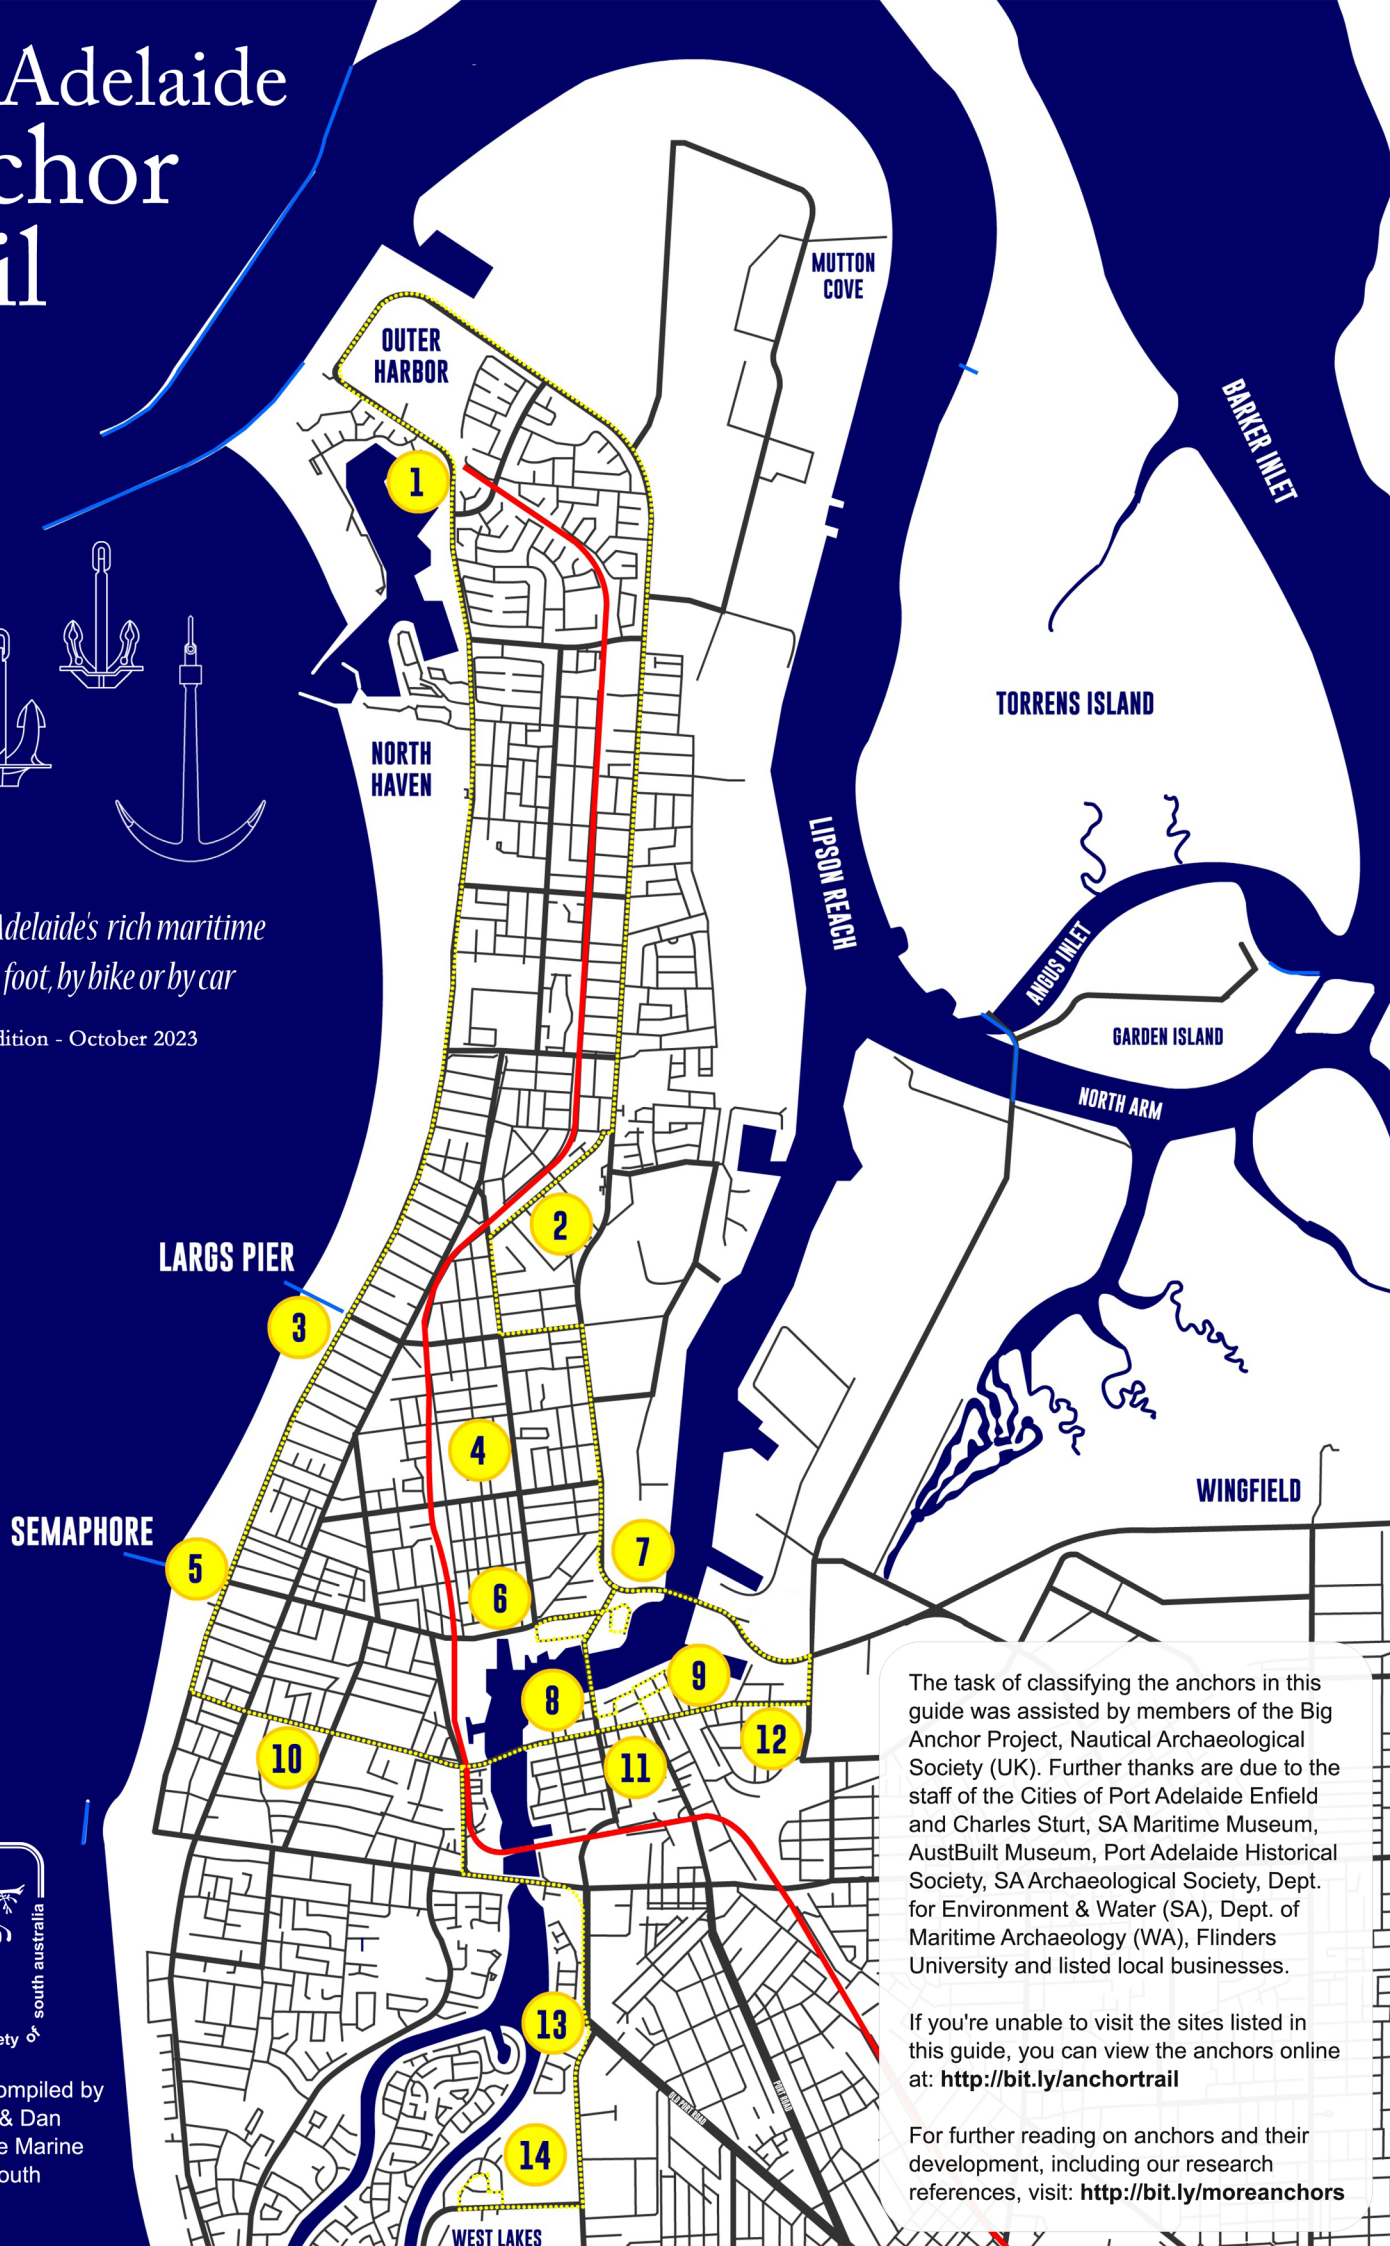 Adelaide
chor
il
OUTER
HARBOR
MUTTON
COVE
BARKER INLET
1
TORRENS ISLAND
NORTH
HAVEN
LIPSON REACH
Adelaide's rich maritime
foot, by bike or by car
dition - October 2023
ANGUS INLET
GARDEN ISLAND
NORTH ARM
2
LARGS PIER
3
4
WINGFIELD
SEMAPHORE
5
7
6
9
8
10
11
12
The task of classifying the anchors in this
guide was assisted by members of the Big
Anchor Project, Nautical Archaeological
Society (UK). Further thanks are due to the
staff of the Cities of Port Adelaide Enfield
and Charles Sturt, SA Maritime Museum,
AustBuilt Museum, Port Adelaide Historical
Society, SA Archaeological Society, Dept.
for Environment & Water (SA), Dept. of
Maritime Archaeology (WA), Flinders
University and listed local businesses.
If you're unable to visit the sites listed in
this guide, you can view the anchors online
at: http://bit.ly/anchortrail
For further reading on anchors and their
development, including our research
references, visit: http://bit.ly/moreanchors
ety of south australia
13
OLD PORT ROAD
PORT ROAD
ompiled by
& Dan
e Marine
outh
14
WEST LAKES